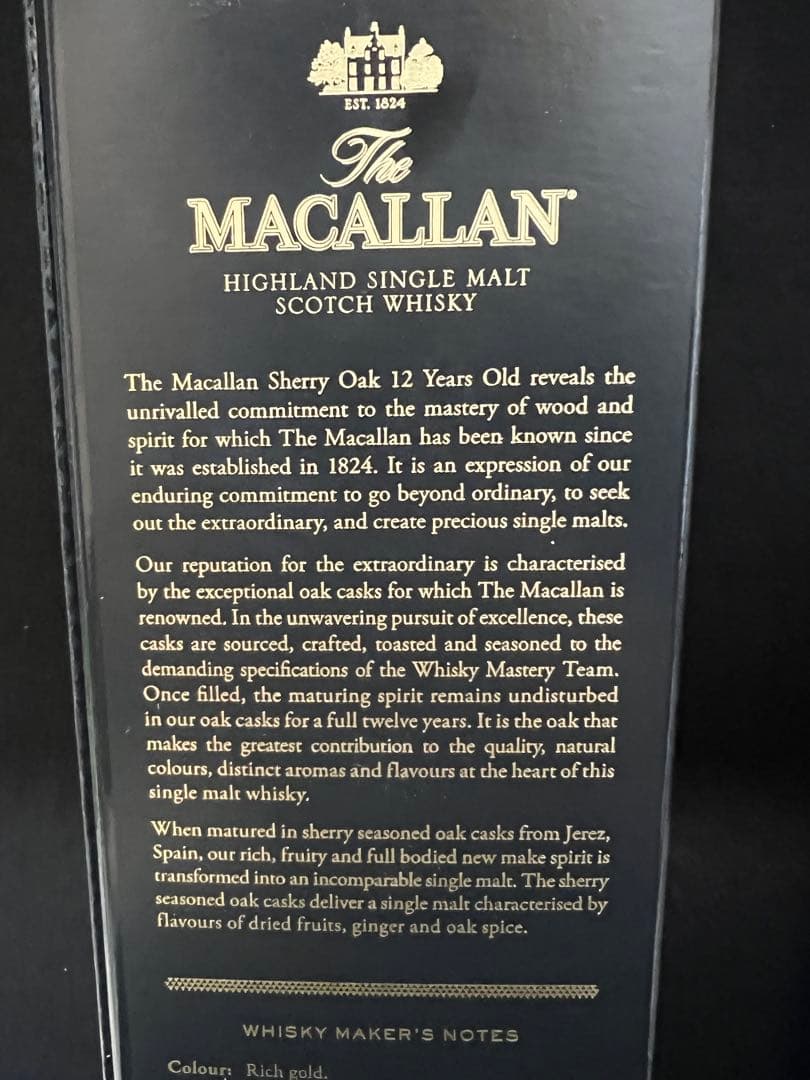 EST. 1824
The
MACALLAN
HIGHLAND SINGLE MALT
SCOTCH WHISKY
The Macallan Sherry Oak 12 Years Old reveals the
unrivalled commitment to the mastery of wood and
spirit for which The Macallan has been known since
it was established in 1824. It is an expression of our
enduring commitment to go beyond ordinary, to seek
out the extraordinary, and create precious single malts.
Our reputation for the extraordinary is characterised
by the exceptional oak casks for which The Macallan is
renowned. In the unwavering pursuit of excellence, these
casks are sourced, crafted, toasted and seasoned to the
demanding specifications of the Whisky Mastery Team.
Once filled, the maturing spirit remains undisturbed
in our oak casks for a full twelve years. It is the oak that
makes the greatest contribution to the quality, natural
colours, distinct aromas and flavours at the heart of this
single malt whisky.
When matured in sherry seasoned oak casks from Jerez,
Spain, our rich, fruity and full bodied new make spirit is
transformed into an incomparable single malt. The sherry
seasoned oak casks deliver a single malt characterised by
flavours of dried fruits, ginger and oak spice.
WHISKY MAKER'S NOTES
Colour: Rich gold.